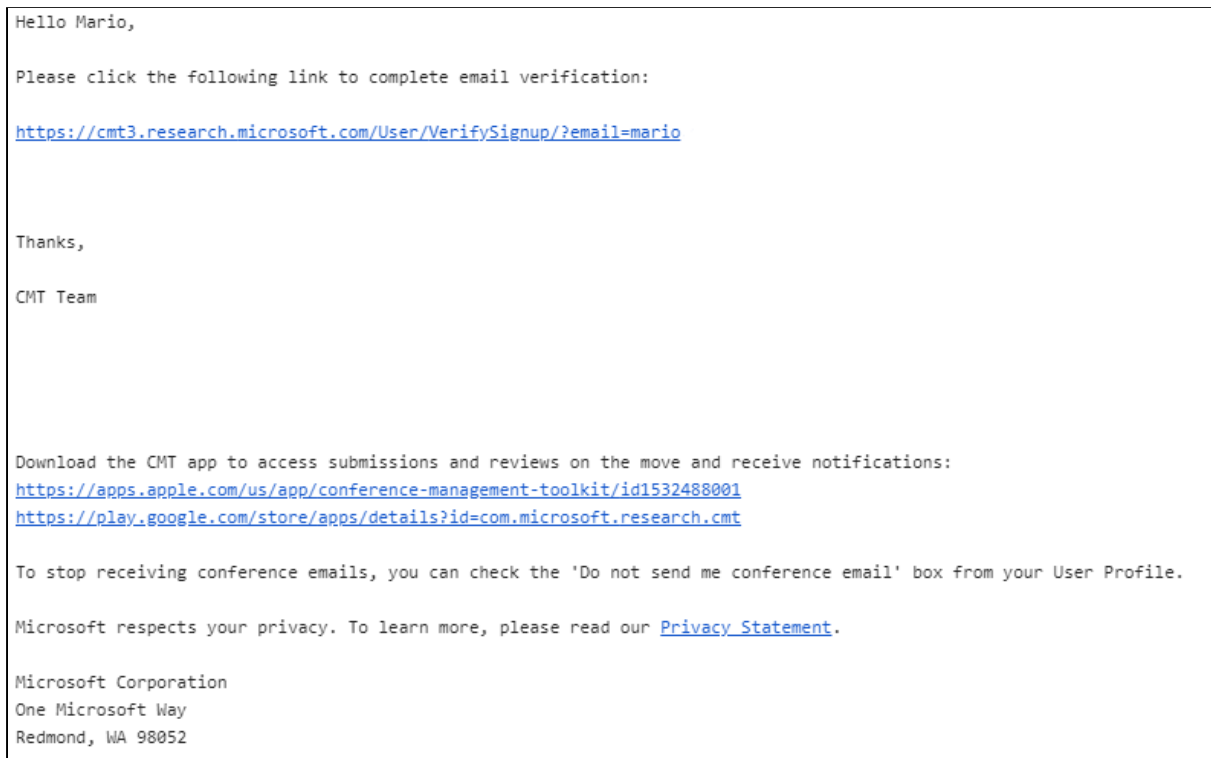 Hello Mario,
Please click the following link to complete email verification:
https://cmt3.research.microsoft.com/User/VerifySignup/?email=mario
Thanks,
CMT Team
Download the CMT app to access submissions and reviews on the move and receive notifications:
https://apps.apple.com/us/app/conference-management-toolkit/id1532488001
https://play.google.com/store/apps/details?id=com.microsoft.research.cmt
To stop receiving conference emails, you can check the 'Do not send me conference email' box from your User Profile.
Microsoft respects your privacy. To learn more, please read our Privacy Statement.
Microsoft Corporation
One Microsoft Way
Redmond, WA 98052